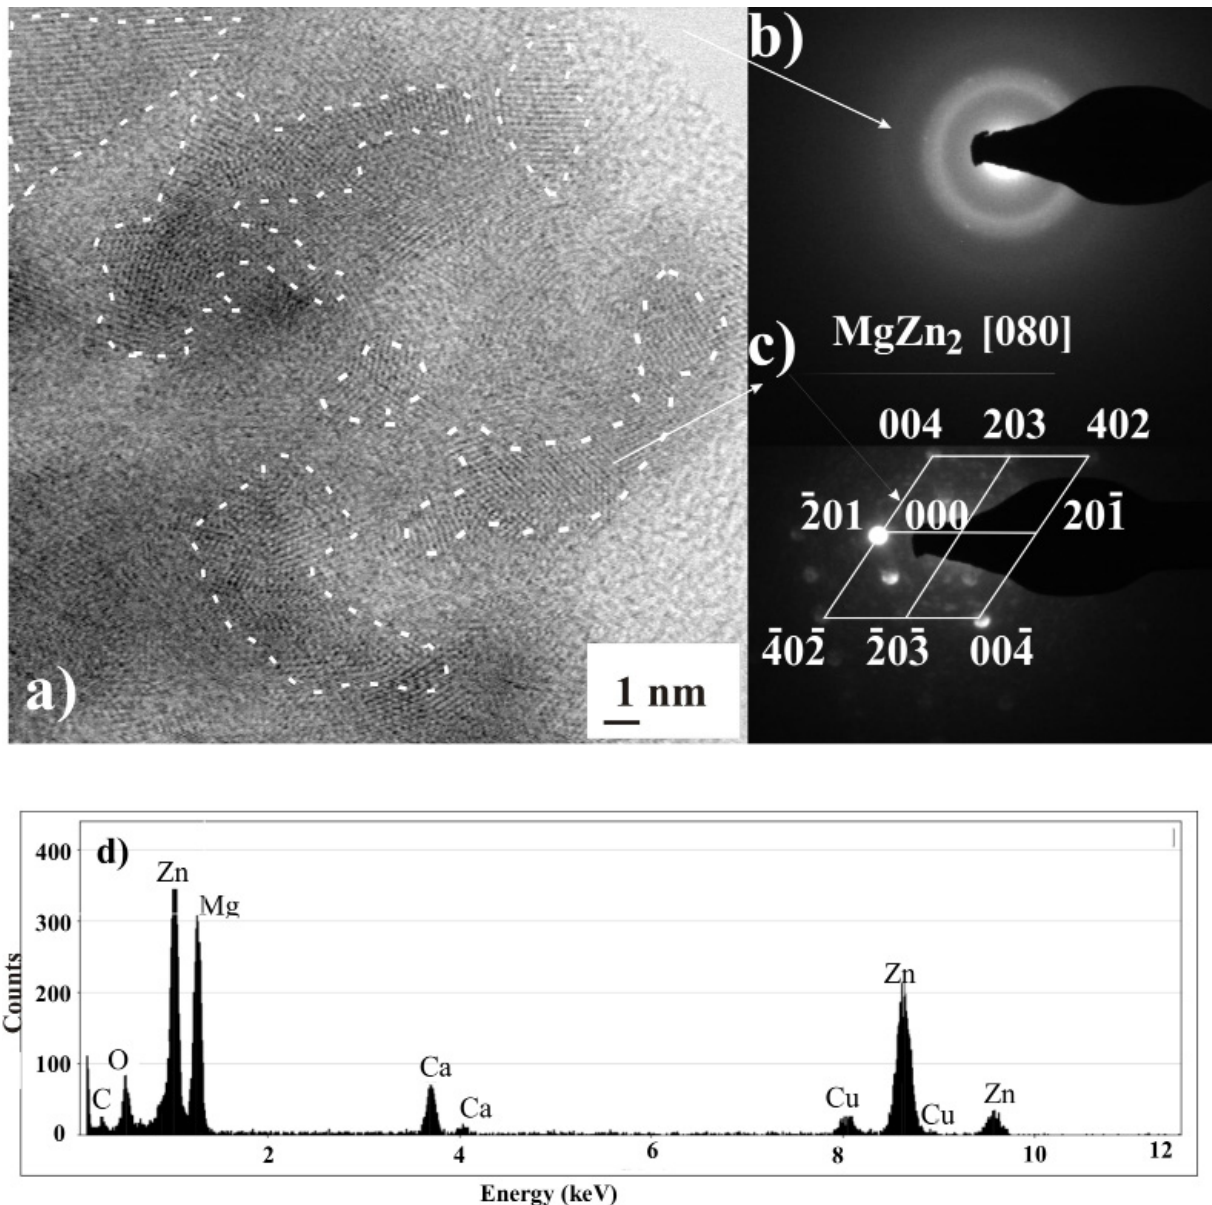 b)
MgZn₂ [080]
c)
004 203 402
2̄01 000 201̄
4̄02̄ 2̄03̄ 004̄
a)
1 nm
d)
400
Zn
Mg
300
Counts
Zn
200
100
O
Ca
C
Ca
Cu
Cu
Zn
0
2 4 6 8 10 12
Energy (keV)